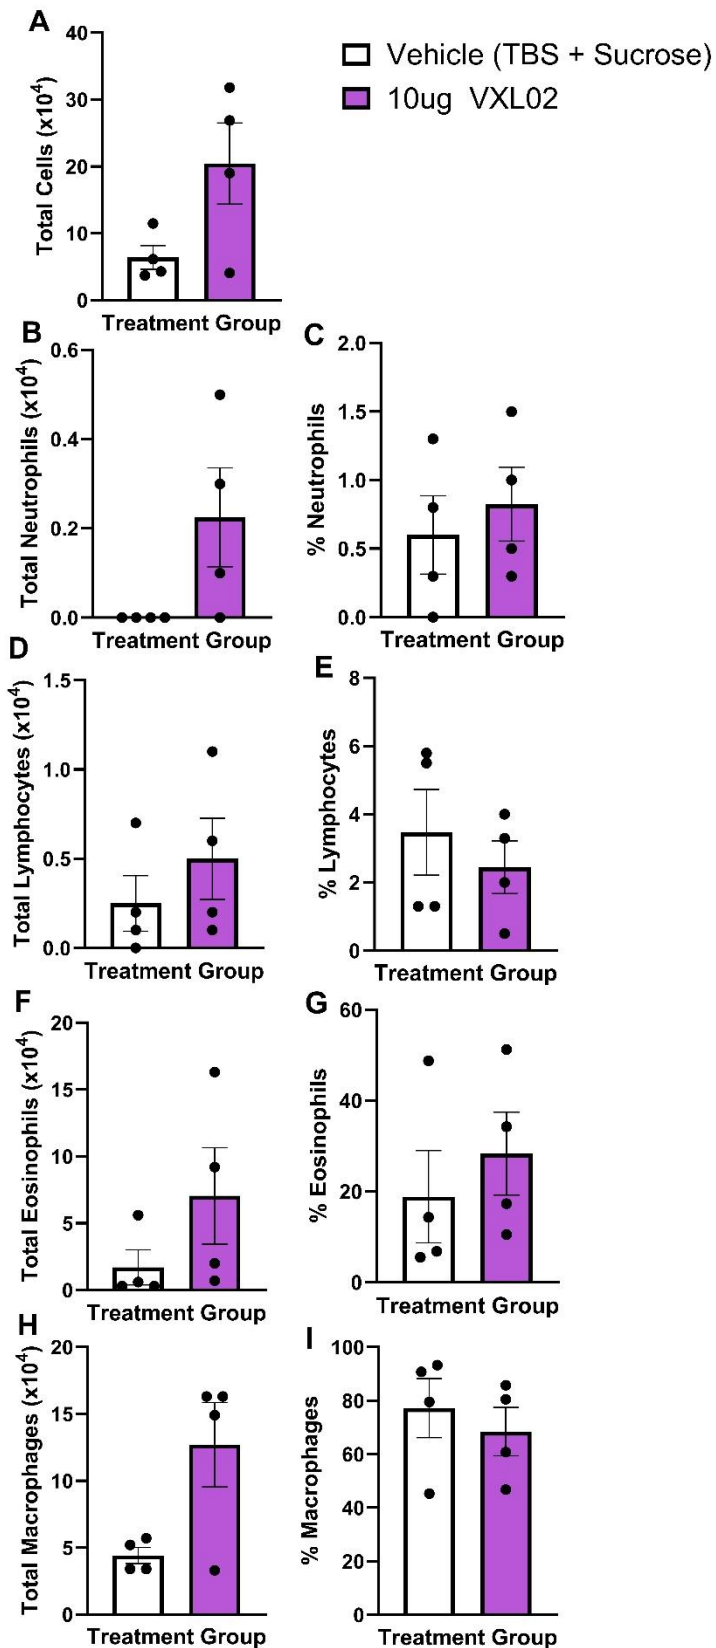 A
Vehicle (TBS + Sucrose)
10ug VXL02
Total Cells (x10⁴)
40
30
20
10
0
Treatment Group
B
Total Neutrophils (x10⁴)
0.6
0.4
0.2
0.0
Treatment Group
C
% Neutrophils
2.0
1.5
1.0
0.5
0.0
Treatment Group
D
Total Lymphocytes (x10⁴)
1.5
1.0
0.5
0.0
Treatment Group
E
% Lymphocytes
8
6
4
2
0
Treatment Group
F
Total Eosinophils (x10⁴)
20
15
10
5
0
Treatment Group
G
% Eosinophils
60
40
20
0
Treatment Group
H
Total Macrophages (x10⁴)
20
15
10
5
0
Treatment Group
I
% Macrophages
100
80
60
40
20
0
Treatment Group